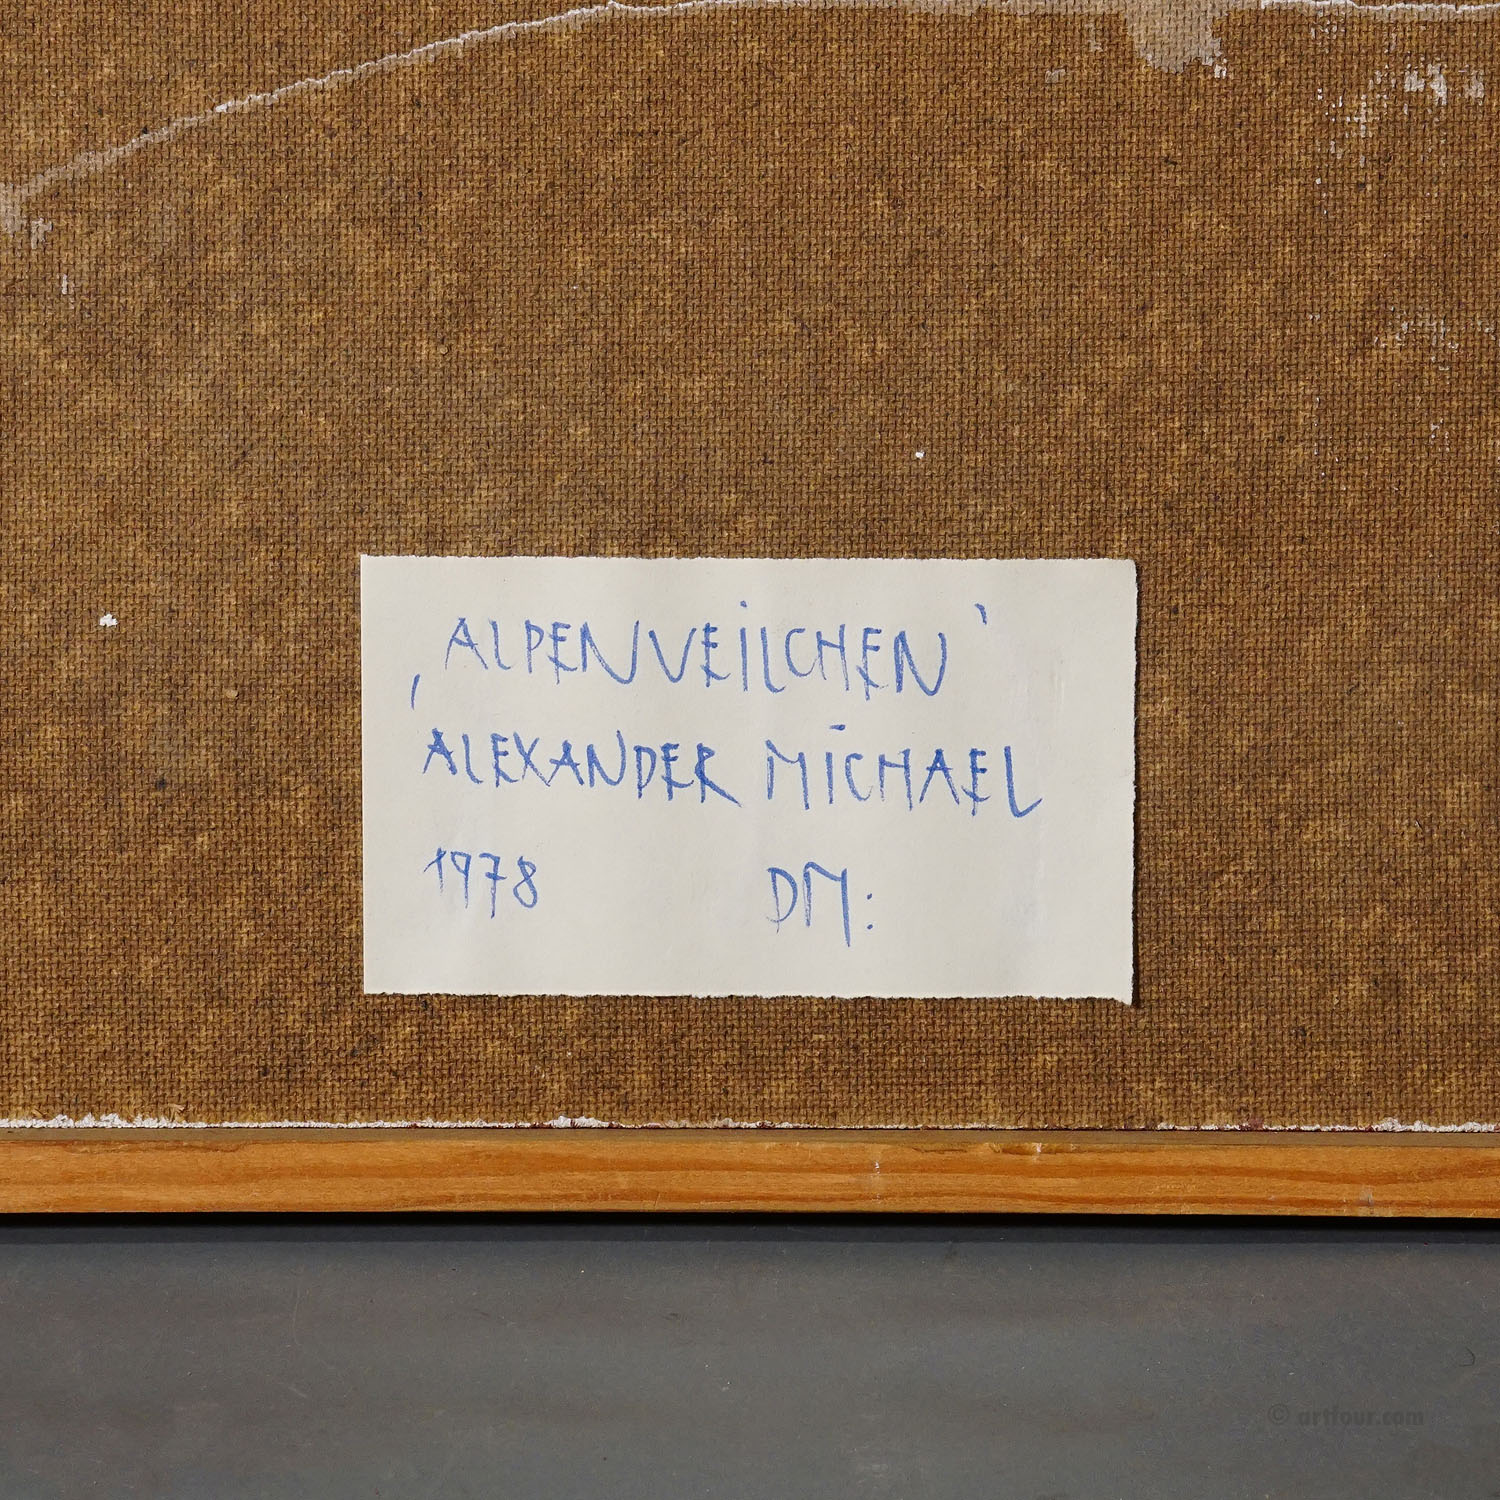 ‚ALPENVEILCHEN‘
ALEXANDER MICHAEL
1978 DM:
© artfour.com